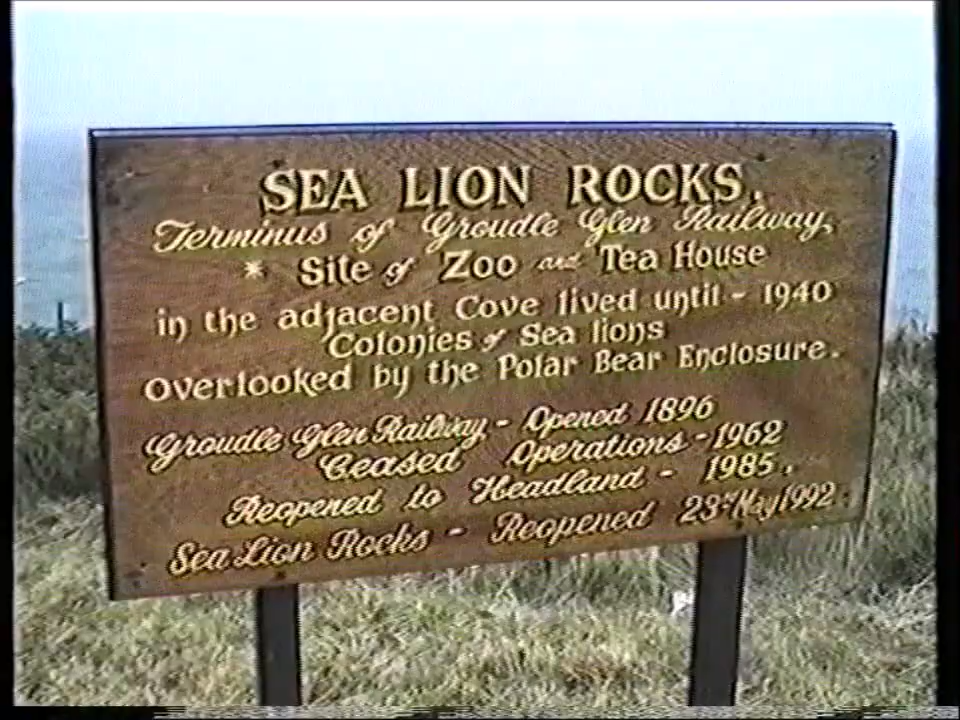 SEA LION ROCKS.
Terminus of Groudle Glen Railway,
* Site of Zoo and Tea House
in the adjacent Cove lived until - 1940
Colonies of Sea lions
Overlooked by the Polar Bear Enclosure.
Groudle Glen Railway - Opened 1896
Ceased Operations - 1962
Reopened to Headland - 1985.
Sea Lion Rocks - Reopened 23rd May 1992.